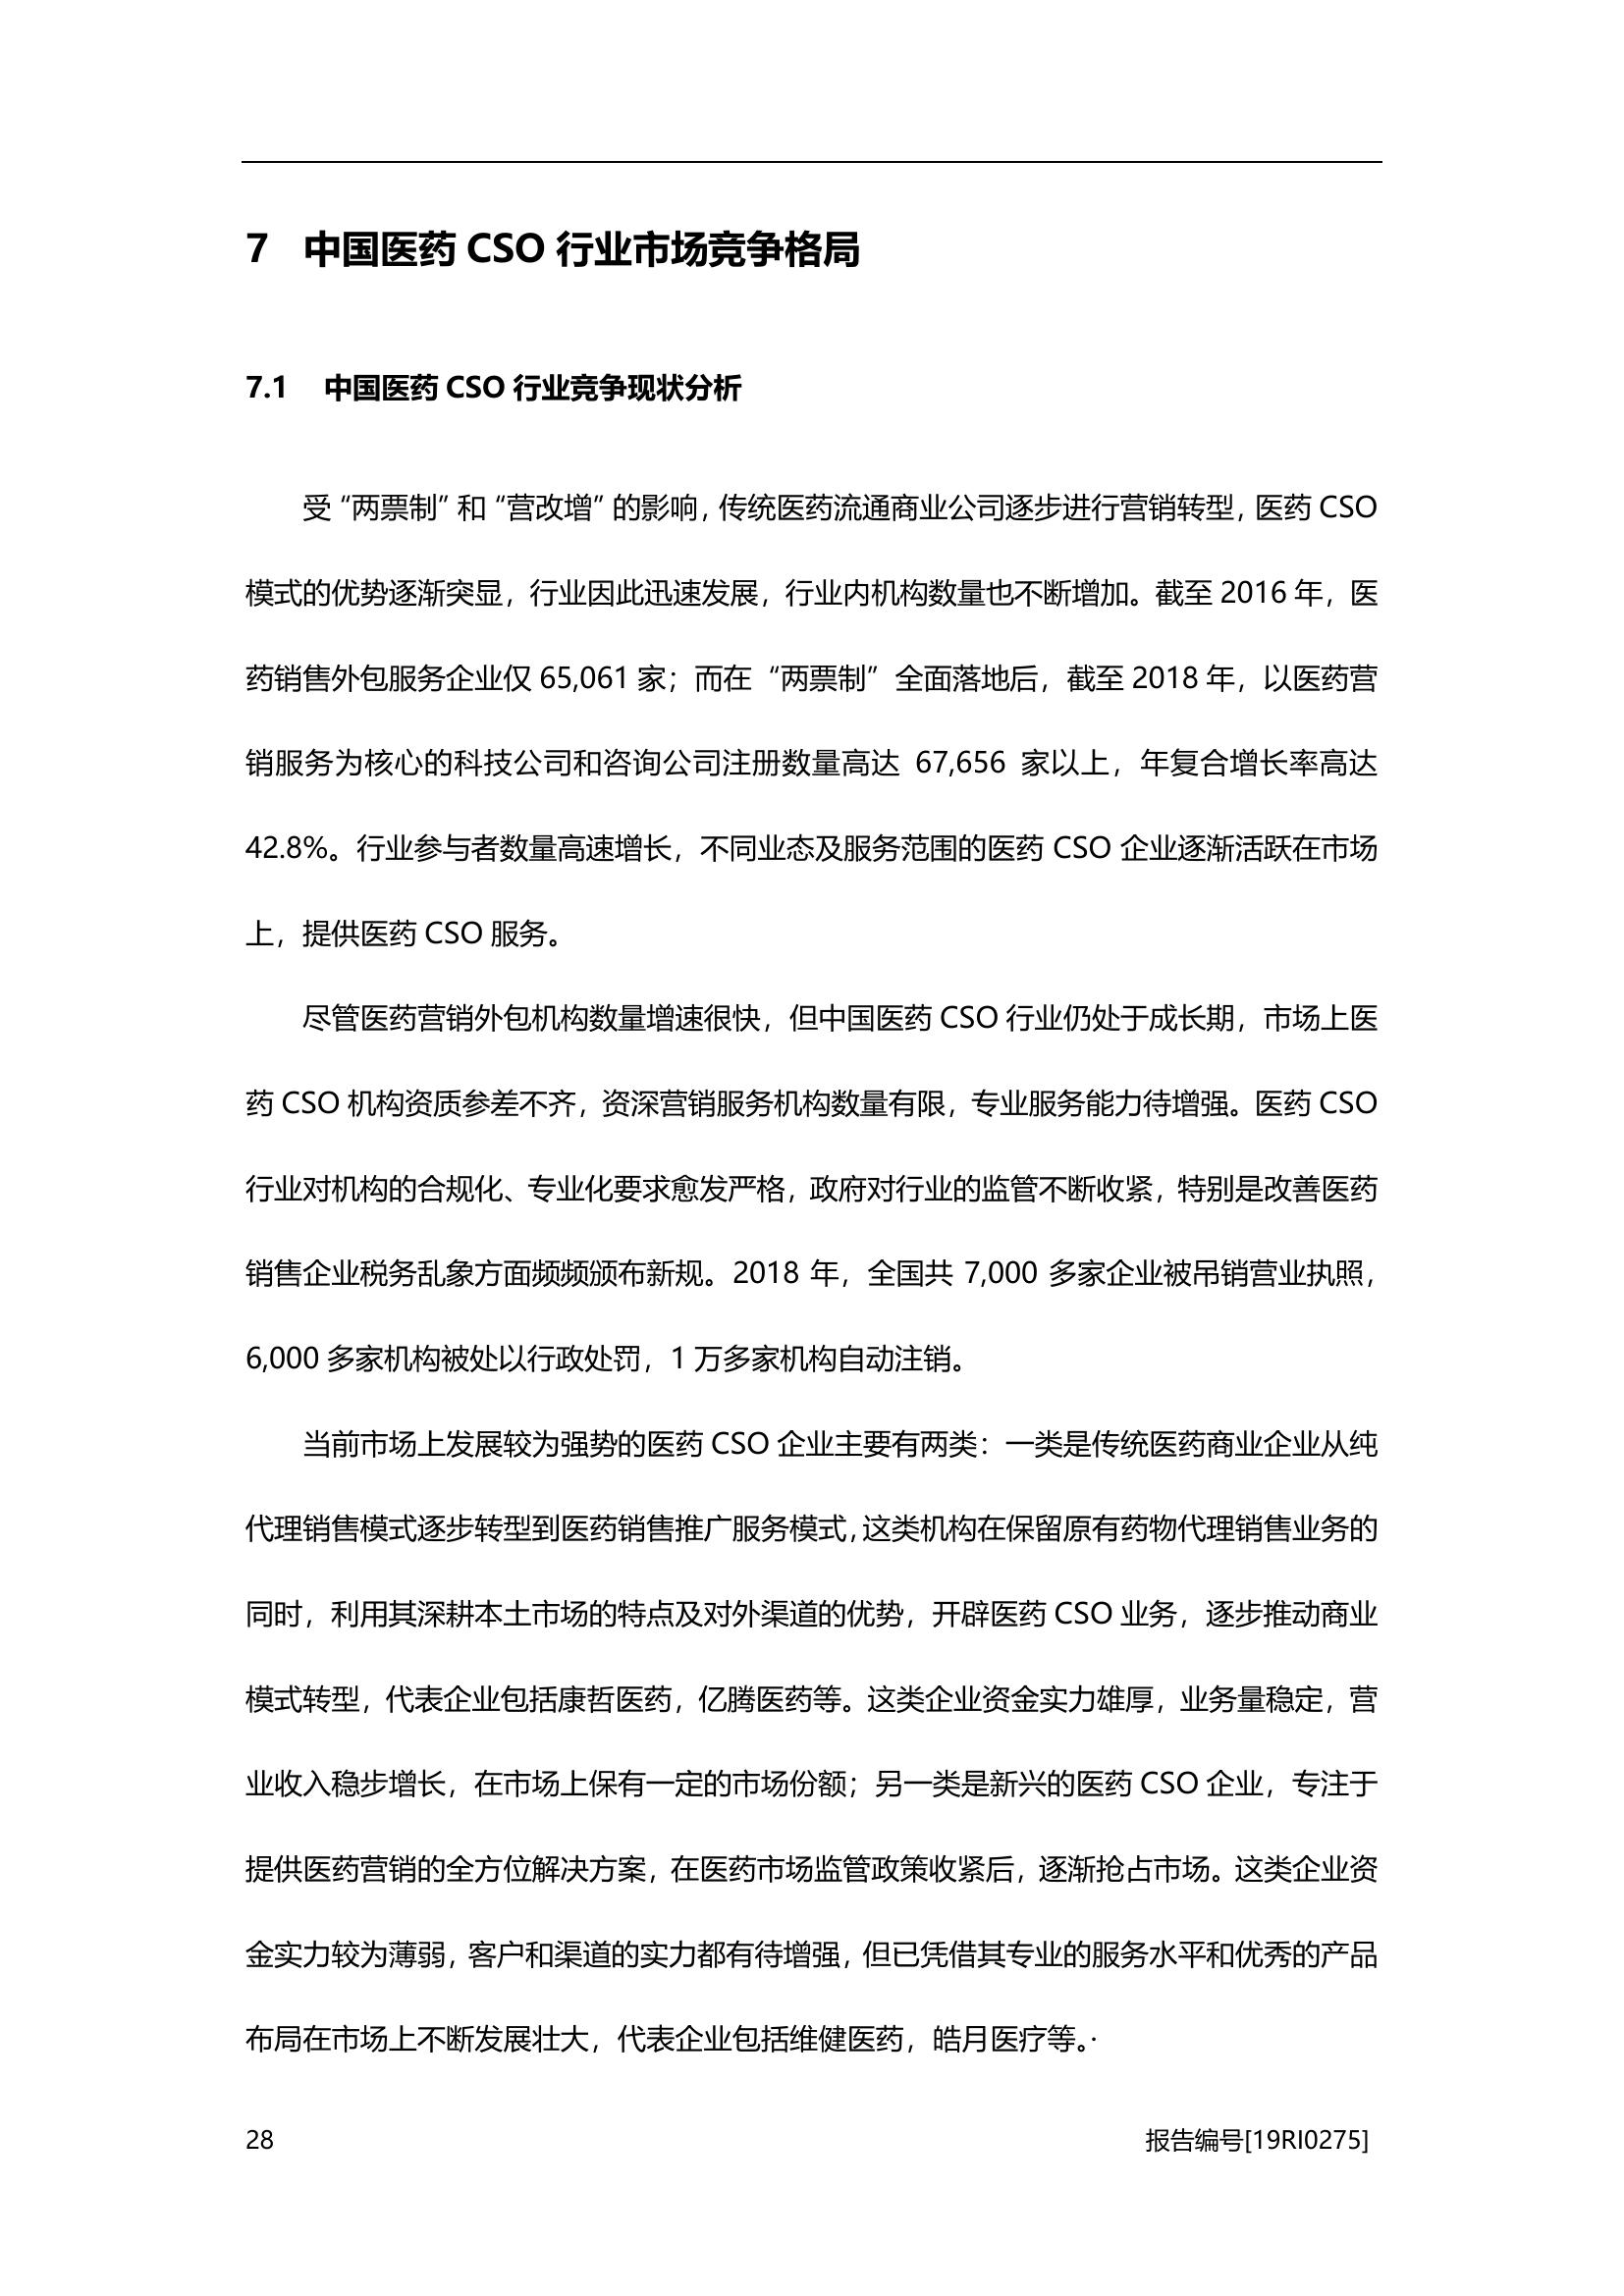 7 中国医药 CSO 行业市场竞争格局
7.1 中国医药 CSO 行业竞争现状分析
受“两票制”和“营改增”的影响，传统医药流通商业公司逐步进行营销转型，医药 CSO
模式的优势逐渐突显，行业因此迅速发展，行业内机构数量也不断增加。截至 2016 年，医
药销售外包服务企业仅 65,061 家；而在“两票制”全面落地后，截至 2018 年，以医药营
销服务为核心的科技公司和咨询公司注册数量高达 67,656 家以上，年复合增长率高达
42.8%。行业参与者数量高速增长，不同业态及服务范围的医药 CSO 企业逐渐活跃在市场
上，提供医药 CSO 服务。
尽管医药营销外包机构数量增速很快，但中国医药 CSO 行业仍处于成长期，市场上医
药 CSO 机构资质参差不齐，资深营销服务机构数量有限，专业服务能力待增强。医药 CSO
行业对机构的合规化、专业化要求愈发严格，政府对行业的监管不断收紧，特别是改善医药
销售企业税务乱象方面频频颁布新规。2018 年，全国共 7,000 多家企业被吊销营业执照，
6,000 多家机构被处以行政处罚，1 万多家机构自动注销。
当前市场上发展较为强势的医药 CSO 企业主要有两类：一类是传统医药商业企业从纯
代理销售模式逐步转型到医药销售推广服务模式，这类机构在保留原有药物代理销售业务的
同时，利用其深耕本土市场的特点及对外渠道的优势，开辟医药 CSO 业务，逐步推动商业
模式转型，代表企业包括康哲医药，亿腾医药等。这类企业资金实力雄厚，业务量稳定，营
业收入稳步增长，在市场上保有一定的市场份额；另一类是新兴的医药 CSO 企业，专注于
提供医药营销的全方位解决方案，在医药市场监管政策收紧后，逐渐抢占市场。这类企业资
金实力较为薄弱，客户和渠道的实力都有待增强，但已凭借其专业的服务水平和优秀的产品
布局在市场上不断发展壮大，代表企业包括维健医药，皓月医疗等。·
28 报告编号[19RI0275]